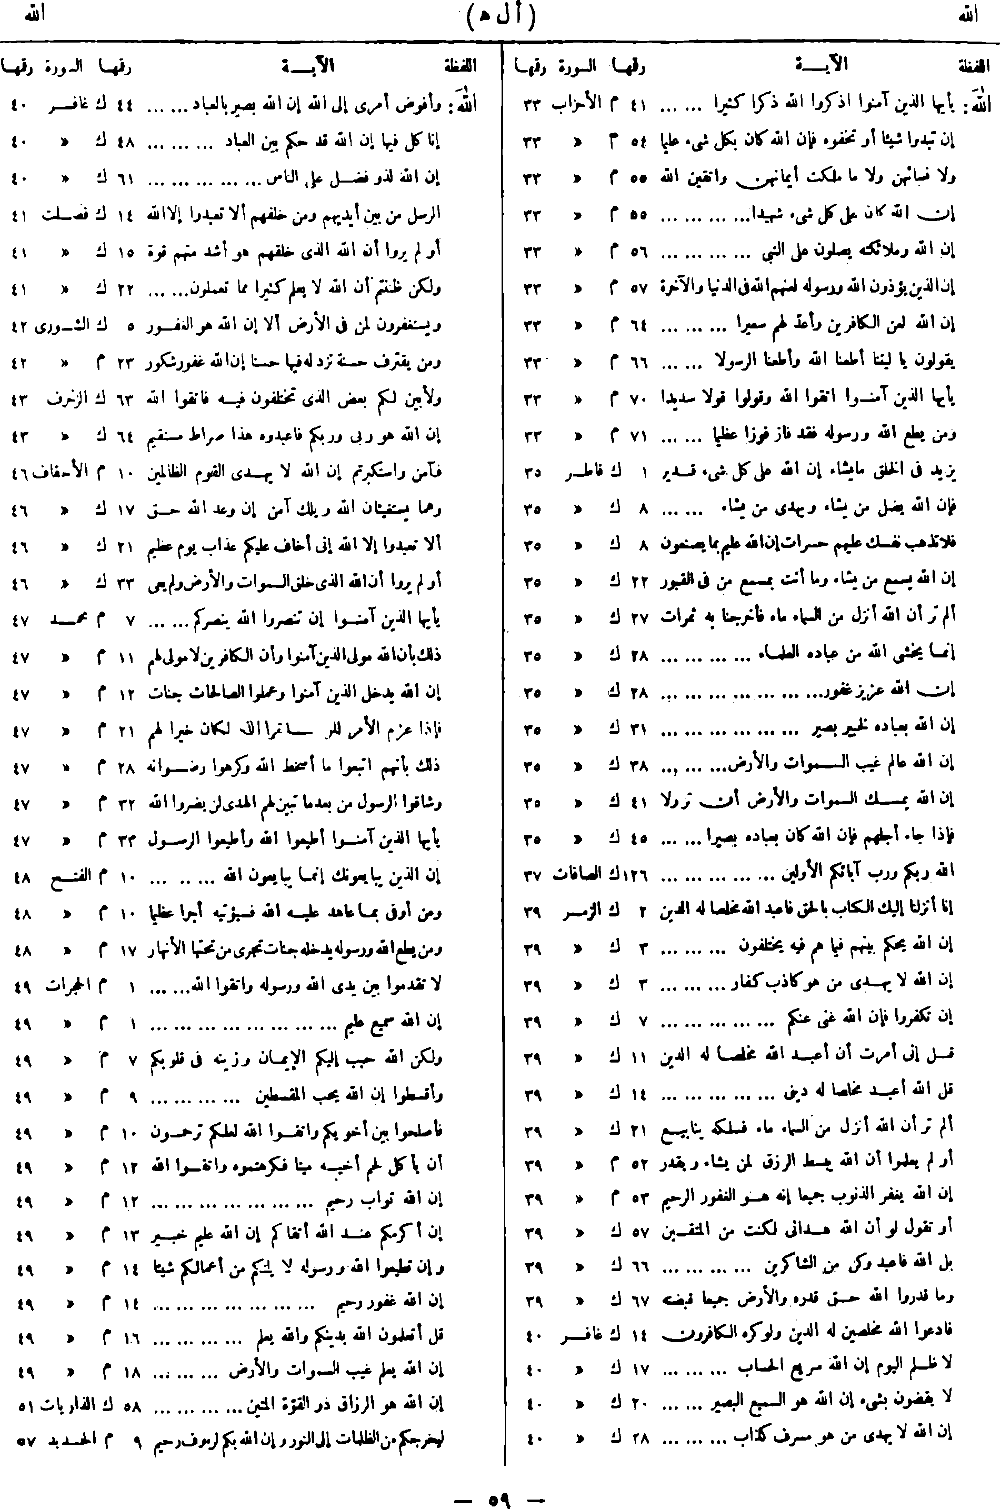 الله (أل ه) الله
اللفظة الآيـــة رقمها السورة رقمها
اللهَ: يأيها الذين آمنوا اذكروا الله ذكرا كثيرا ... ... ٤١ م الأحزاب ٣٣
إن تبدوا شيئا أو تخفوه فإن الله كان بكل شىء عليما ٥٤ م » ٣٣
ولا نسائهن ولا ما ملكت أيمانهن واتقين الله ٥٥ م » ٣٣
إن الله كان على كل شىء شهيدا... ... ... ... ٥٥ م » ٣٣
إن الله وملائكته يصلون على النبى ... ... ... ... ٥٦ م » ٣٣
إن الذين يؤذون الله ورسوله لعنهم الله فى الدنيا والآخرة ٥٧ م » ٣٣
إن الله لعن الكافرين وأعد لهم سعيرا ... ... ... ٦٤ م » ٣٣
يقولون يا ليتنا أطعنا الله وأطعنا الرسولا ... ... ٦٦ م » ٣٣
يأيها الذين آمنوا اتقوا الله وقولوا قولا سديدا ٧٠ م » ٣٣
ومن يطع الله ورسوله فقد فاز فوزا عظيما ... ... ٧١ م » ٣٣
يزيد فى الخلق مايشاء إن الله على كل شىء قدير ١ ك فاطر ٣٥
فإن الله يضل من يشاء ويهدى من يشاء ... ... ٨ ك » ٣٥
فلا تذهب نفسك عليهم حسرات إن الله عليم بما يصنعون ٨ ك » ٣٥
إن الله يسمع من يشاء وما أنت بمسمع من فى القبور ٢٢ ك » ٣٥
ألم تر أن الله أنزل من السماء ماء فأخرجنا به ثمرات ٢٧ ك » ٣٥
إنما يخشى الله من عباده العلماء ... ... ... ... ٢٨ ك » ٣٥
إن الله عزيز غفور... ... ... ... ... ... ... ٢٨ ك » ٣٥
إن الله بعباده لخبير بصير ... ... ... ... ... ... ٣١ ك » ٣٥
إن الله عالم غيب السموات والأرض... ... ... ٣٨ ك » ٣٥
إن الله يمسك السموات والأرض أن تزولا ٤١ ك » ٣٥
فإذا جاء أجلهم فإن الله كان بعباده بصيرا ... ... ٤٥ ك » ٣٥
الله ربكم ورب آبائكم الأولين ... ... ... ... ... ١٢٦ ك الصافات ٣٧
إنا أنزلنا إليك الكتاب بالحق فاعبد الله مخلصا له الدين ٢ ك الزمر ٣٩
إن الله يحكم بينهم فيما هم فيه يختلفون ... ... ... ٣ ك » ٣٩
إن الله لا يهدى من هو كاذب كفار... ... ... ٣ ك » ٣٩
إن تكفروا فإن الله غنى عنكم ... ... ... ... ... ٧ ك » ٣٩
قل إنى أمرت أن أعبد الله مخلصا له الدين ١١ ك » ٣٩
قل الله أعبد مخلصا له دينى ... ... ... ... ... ١٤ ك » ٣٩
ألم تر أن الله أنزل من السماء ماء فسلكه ينابيع ٢١ ك » ٣٩
أو لم يعلموا أن الله يبسط الرزق لمن يشاء ويقدر ٥٢ م » ٣٩
إن الله يغفر الذنوب جميعا إنه هو الغفور الرحيم ٥٣ م » ٣٩
أو تقول لو أن الله هدانى لكنت من المتقين ٥٧ ك » ٣٩
بل الله فاعبد وكن من الشاكرين ... ... ... ... ٦٦ ك » ٣٩
وما قدروا الله حق قدره والأرض جميعا قبضته ٦٧ ك » ٣٩
فادعوا الله مخلصين له الدين ولو كره الكافرون ١٤ ك غافر ٤٠
لا ظلم اليوم إن الله سريع الحساب ... ... ... ١٧ ك » ٤٠
لا يقضون بشىء إن الله هو السميع البصير ... ... ٢٠ ك » ٤٠
إن الله لا يهدى من هو مسرف كذاب ... ... ... ٢٨ ك » ٤٠
اللفظة الآيـــة رقمها السورة رقمها
اللهَ: وأفوض أمرى إلى الله إن الله بصير بالعباد... ... ٤٤ ك غافر ٤٠
إنا كل فيها إن الله قد حكم بين العباد ... ... ... ٤٨ ك » ٤٠
إن الله لذو فضل على الناس... ... ... ... ... ٦١ ك » ٤٠
الرسل من بين أيديهم ومن خلفهم ألا تعبدوا إلا الله ١٤ ك فصلت ٤١
أو لم يروا أن الله الذى خلقهم هو أشد منهم قوة ١٥ ك » ٤١
ولكن ظننتم أن الله لا يعلم كثيرا مما تعملون... ... ٢٢ ك » ٤١
ويستغفرون لمن فى الأرض ألا إن الله هو الغفور ٥ ك الشورى ٤٢
ومن يقترف حسنة نزد له فيها حسنا إن الله غفور شكور ٢٣ م » ٤٢
ولأبين لكم بعض الذى تختلفون فيه فاتقوا الله ٦٣ ك الزخرف ٤٣
إن الله هو ربى وربكم فاعبدوه هذا صراط مستقيم ٦٤ ك » ٤٣
فآمن واستكبرتم إن الله لا يهدى القوم الظالمين ١٠ م الأحقاف ٤٦
وهما يستغيثان الله ويلك آمن إن وعد الله حق ١٧ ك » ٤٦
ألا تعبدوا إلا الله إنى أخاف عليكم عذاب يوم عظيم ٢١ ك » ٤٦
أو لم يروا أن الله الذى خلق السموات والأرض ولم يعى ٣٣ ك » ٤٦
يأيها الذين آمنوا إن تنصروا الله ينصركم... ... ٧ م محمد ٤٧
ذلك بأن الله مولى الذين آمنوا وأن الكافرين لا مولى لهم ١١ م » ٤٧
إن الله يدخل الذين آمنوا وعملوا الصالحات جنات ١٢ م » ٤٧
فإذا عزم الأمر فلو صدقوا الله لكان خيرا لهم ٢١ م » ٤٧
ذلك بأنهم اتبعوا ما أسخط الله وكرهوا رضوانه ٢٨ م » ٤٧
وشاقوا الرسول من بعد ما تبين لهم الهدى لن يضروا الله ٣٢ م » ٤٧
يأيها الذين آمنوا أطيعوا الله وأطيعوا الرسول ٣٣ م » ٤٧
إن الذين يبايعونك إنما يبايعون الله ... ... ... ١٠ م الفتح ٤٨
ومن أوفى بما عاهد عليه الله فسيؤتيه أجرا عظيما ١٠ م » ٤٨
ومن يطع الله ورسوله يدخله جنات تجرى من تحتها الأنهار ١٧ م » ٤٨
لا تقدموا بين يدى الله ورسوله واتقوا الله... ... ١ م الحجرات ٤٩
إن الله سميع عليم ... ... ... ... ... ... ... ١ م » ٤٩
ولكن الله حبب إليكم الإيمان وزينه فى قلوبكم ٧ م » ٤٩
وأقسطوا إن الله يحب المقسطين ... ... ... ... ٩ م » ٤٩
فأصلحوا بين أخويكم واتقوا الله لعلكم ترحمون ١٠ م » ٤٩
أن يأكل لحم أخيه ميتا فكرهتموه واتقوا الله ١٢ م » ٤٩
إن الله تواب رحيم ... ... ... ... ... ... ... ١٢ م » ٤٩
إن أكرمكم عند الله أتقاكم إن الله عليم خبير ١٣ م » ٤٩
وإن تطيعوا الله ورسوله لا يلتكم من أعمالكم شيئا ١٤ م » ٤٩
إن الله غفور رحيم ... ... ... ... ... ... ... ١٤ م » ٤٩
قل أتعلمون الله بدينكم والله يعلم ... ... ... ... ١٦ م » ٤٩
إن الله يعلم غيب السموات والأرض ... ... ... ١٨ م » ٤٩
إن الله هو الرزاق ذو القوة المتين... ... ... ... ٥٨ ك الذاريات ٥١
ليخرجكم من الظلمات إلى النور وإن الله بكم لرءوف رحيم ٩ م الحديد ٥٧
— ٥٩ —